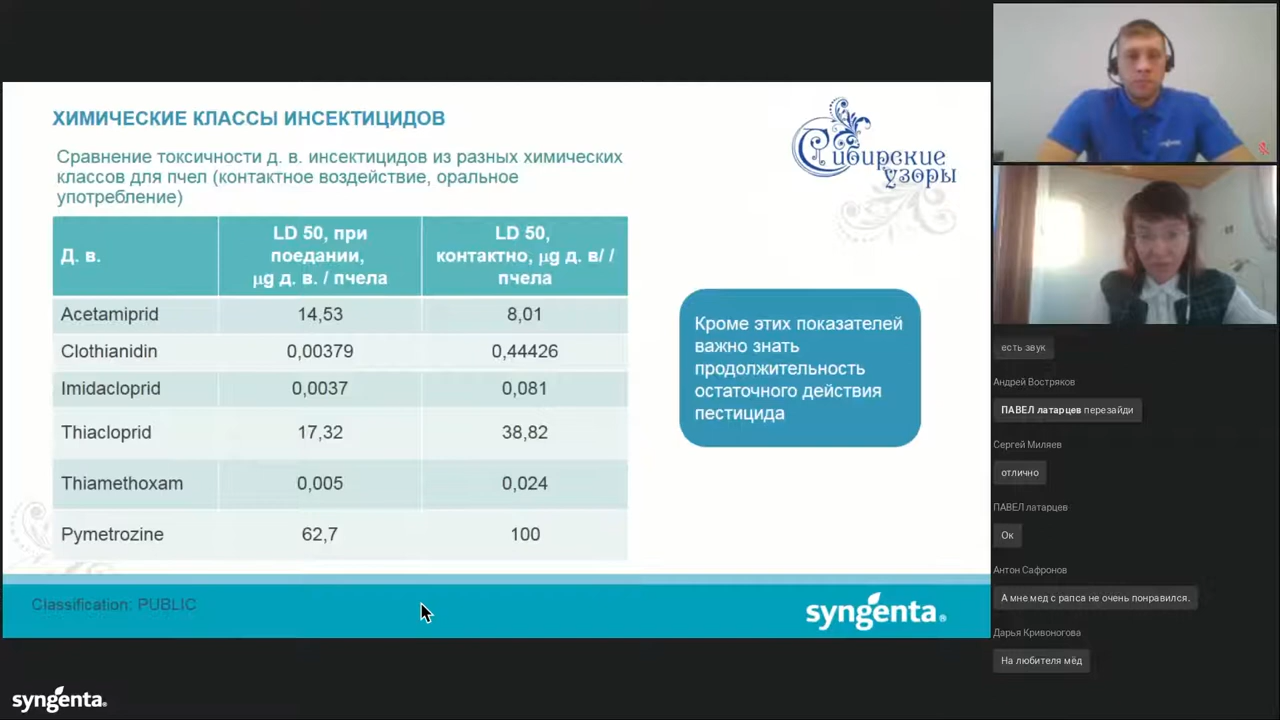 ХИМИЧЕСКИЕ КЛАССЫ ИНСЕКТИЦИДОВ
Сравнение токсичности д. в. инсектицидов из разных химических
классов для пчел (контактное воздействие, оральное
употребление)
Сибирские
узоры
Д. в.
LD 50, при
поедании,
µg д. в. / пчела
LD 50,
контактно, µg д. в/ /
пчела
Acetamiprid 14,53 8,01
Clothianidin 0,00379 0,44426
Imidacloprid 0,0037 0,081
Thiacloprid 17,32 38,82
Thiamethoxam 0,005 0,024
Pymetrozine 62,7 100
Кроме этих показателей
важно знать
продолжительность
остаточного действия
пестицида
Classification: PUBLIC
syngenta®
syngenta®
есть звук
Андрей Востряков
ПАВЕЛ латарцев перезайди
Сергей Миляев
отлично
ПАВЕЛ латарцев
Ок
Антон Сафронов
А мне мед с рапса не очень понравился.
Дарья Кривоногова
На любителя мёд